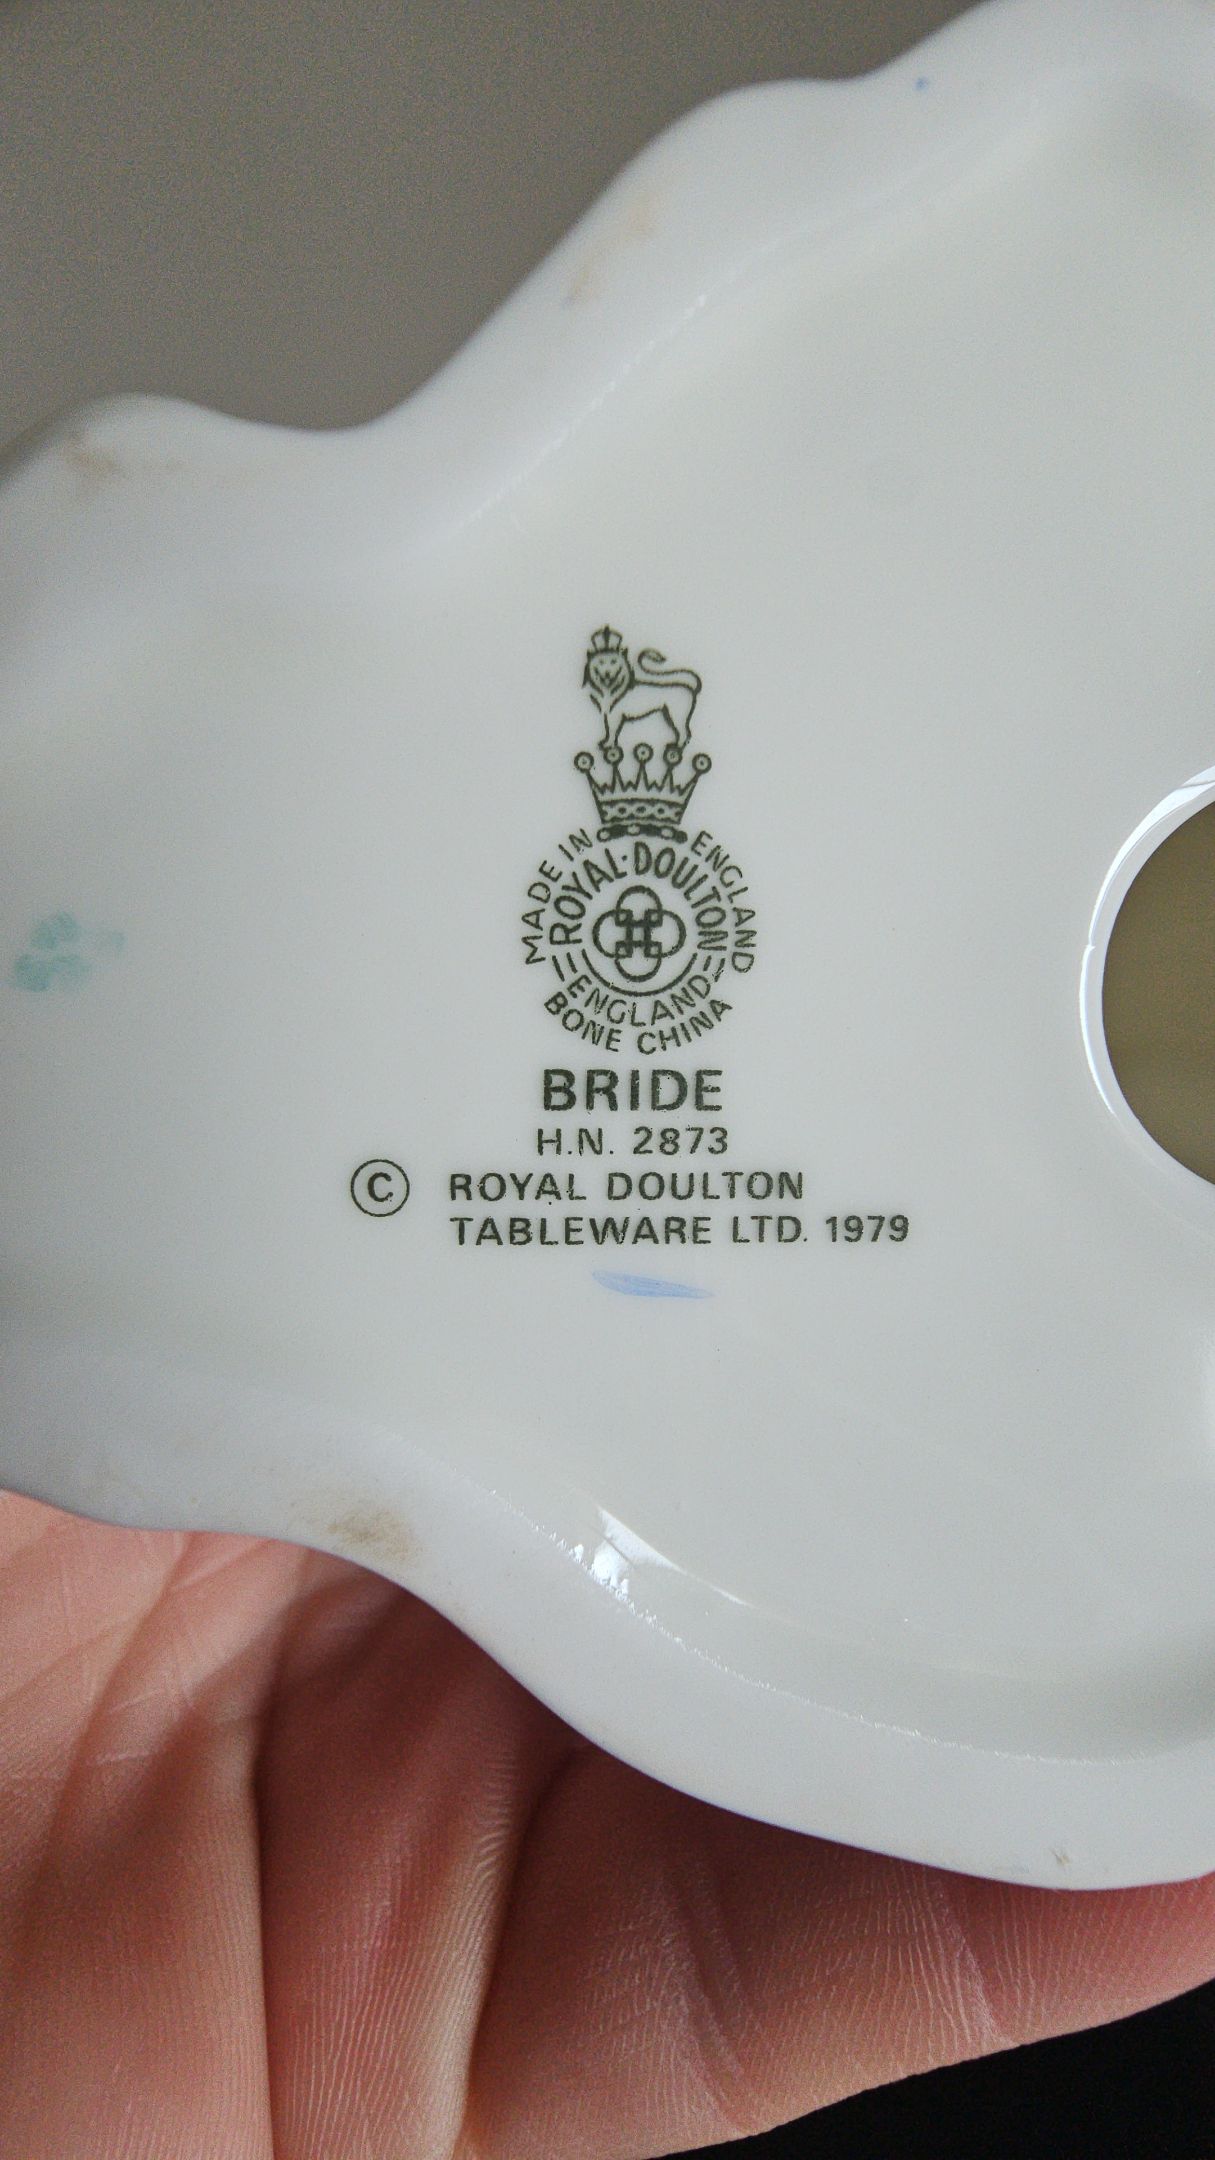 MADE IN ENGLAND
ROYAL·DOULTON
ENGLAND
BONE CHINA
BRIDE
H.N. 2873
© ROYAL DOULTON
TABLEWARE LTD. 1979